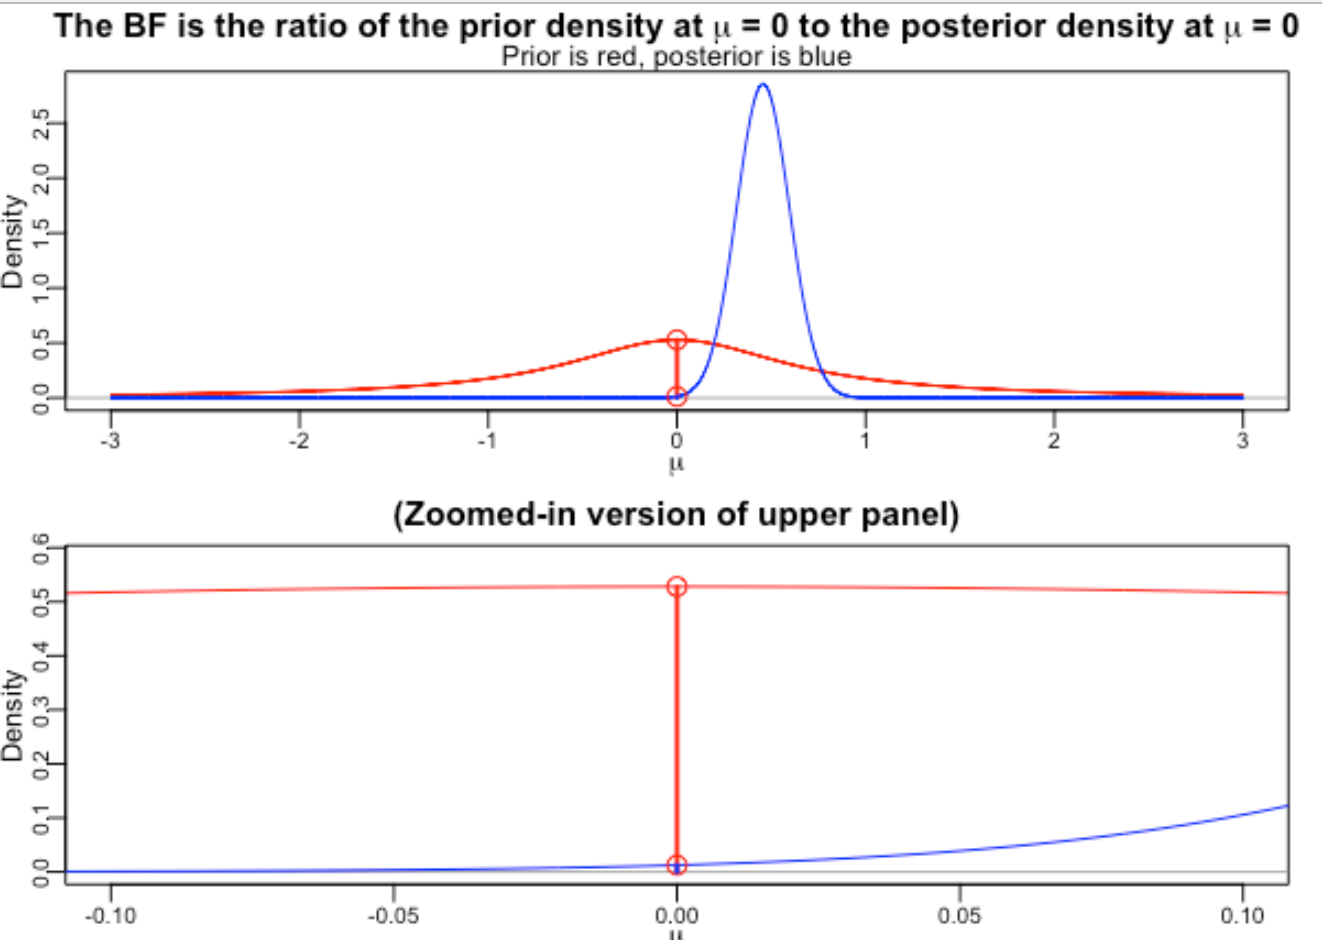 The BF is the ratio of the prior density at μ = 0 to the posterior density at μ = 0
Prior is red, posterior is blue
Density
2.5
2.0
1.5
1.0
0.5
0.0
-3 -2 -1 0 1 2 3
μ
(Zoomed-in version of upper panel)
Density
0.6
0.5
0.4
0.3
0.2
0.1
0.0
-0.10 -0.05 0.00 0.05 0.10
μ